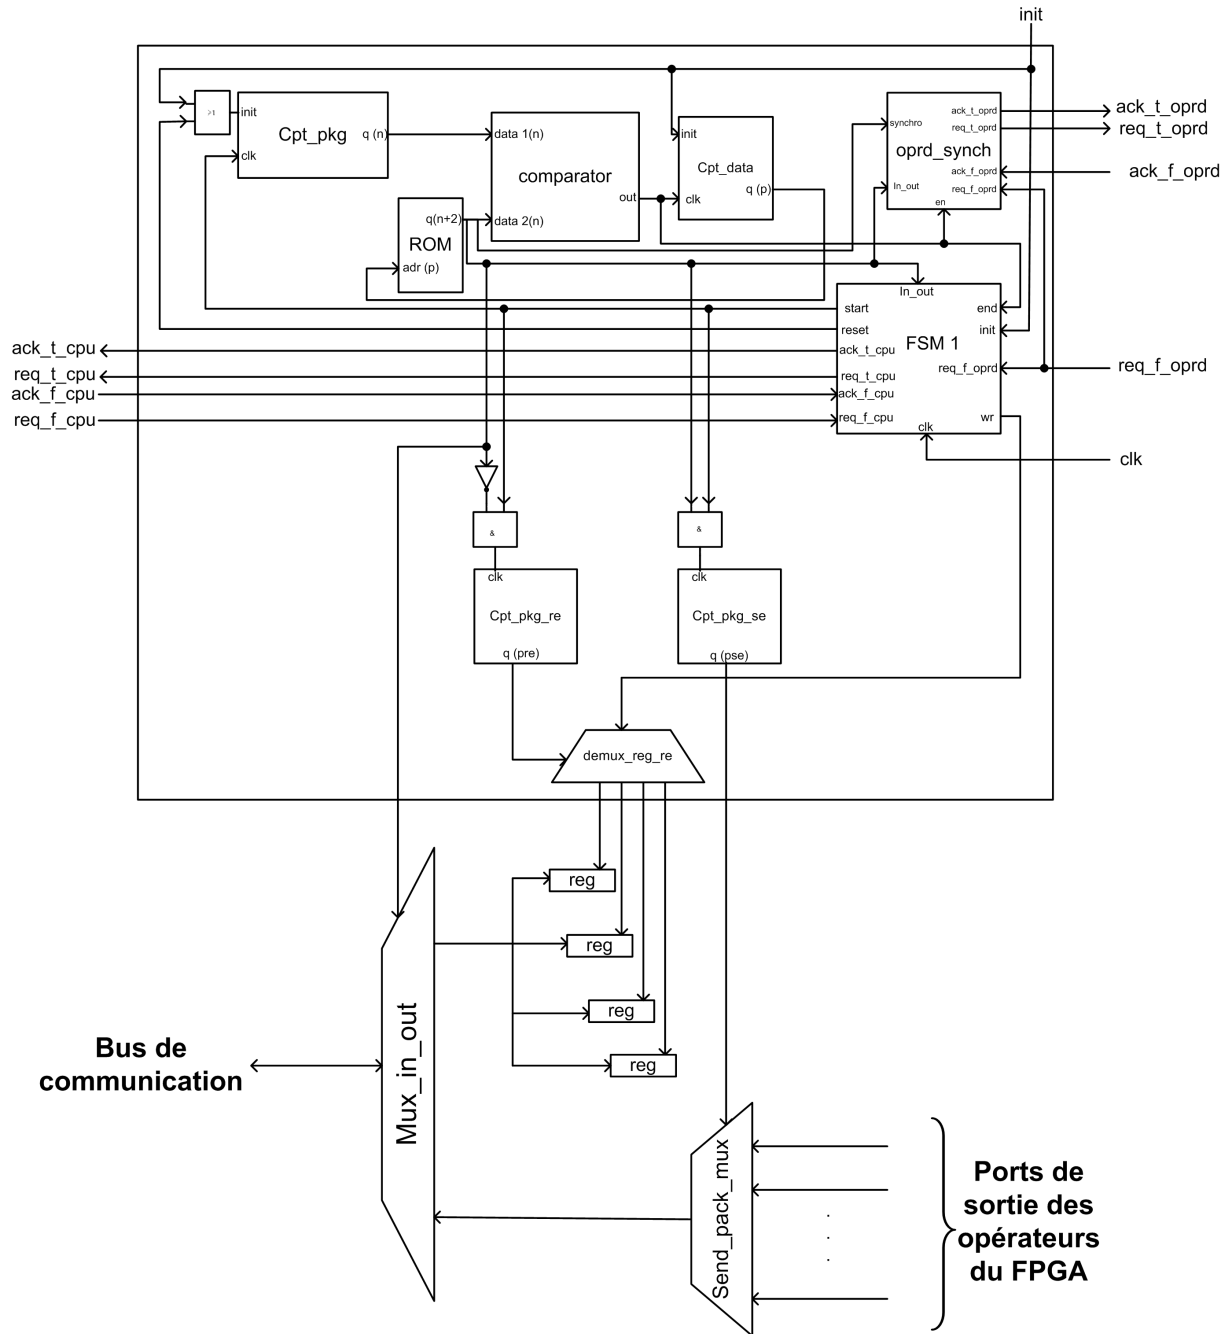 init
ack_t_oprd
req_t_oprd
ack_f_oprd
req_f_oprd
clk
ack_t_cpu
req_t_cpu
ack_f_cpu
req_f_cpu
>1
init
Cpt_pkg
q (n)
clk
data 1(n)
comparator
out
data 2(n)
q(n+2)
ROM
adr (p)
init
Cpt_data
q (p)
clk
synchro
ack_t_oprd
req_t_oprd
oprd_synch
ack_f_oprd
In_out
req_f_oprd
en
In_out
start
end
reset
init
FSM 1
ack_t_cpu
req_f_oprd
req_t_cpu
ack_f_cpu
req_f_cpu
wr
clk
&
&
clk
Cpt_pkg_re
q (pre)
clk
Cpt_pkg_se
q (pse)
demux_reg_re
reg
reg
reg
reg
Mux_in_out
Bus de
communication
Send_pack_mux
Ports de
sortie des
opérateurs
du FPGA